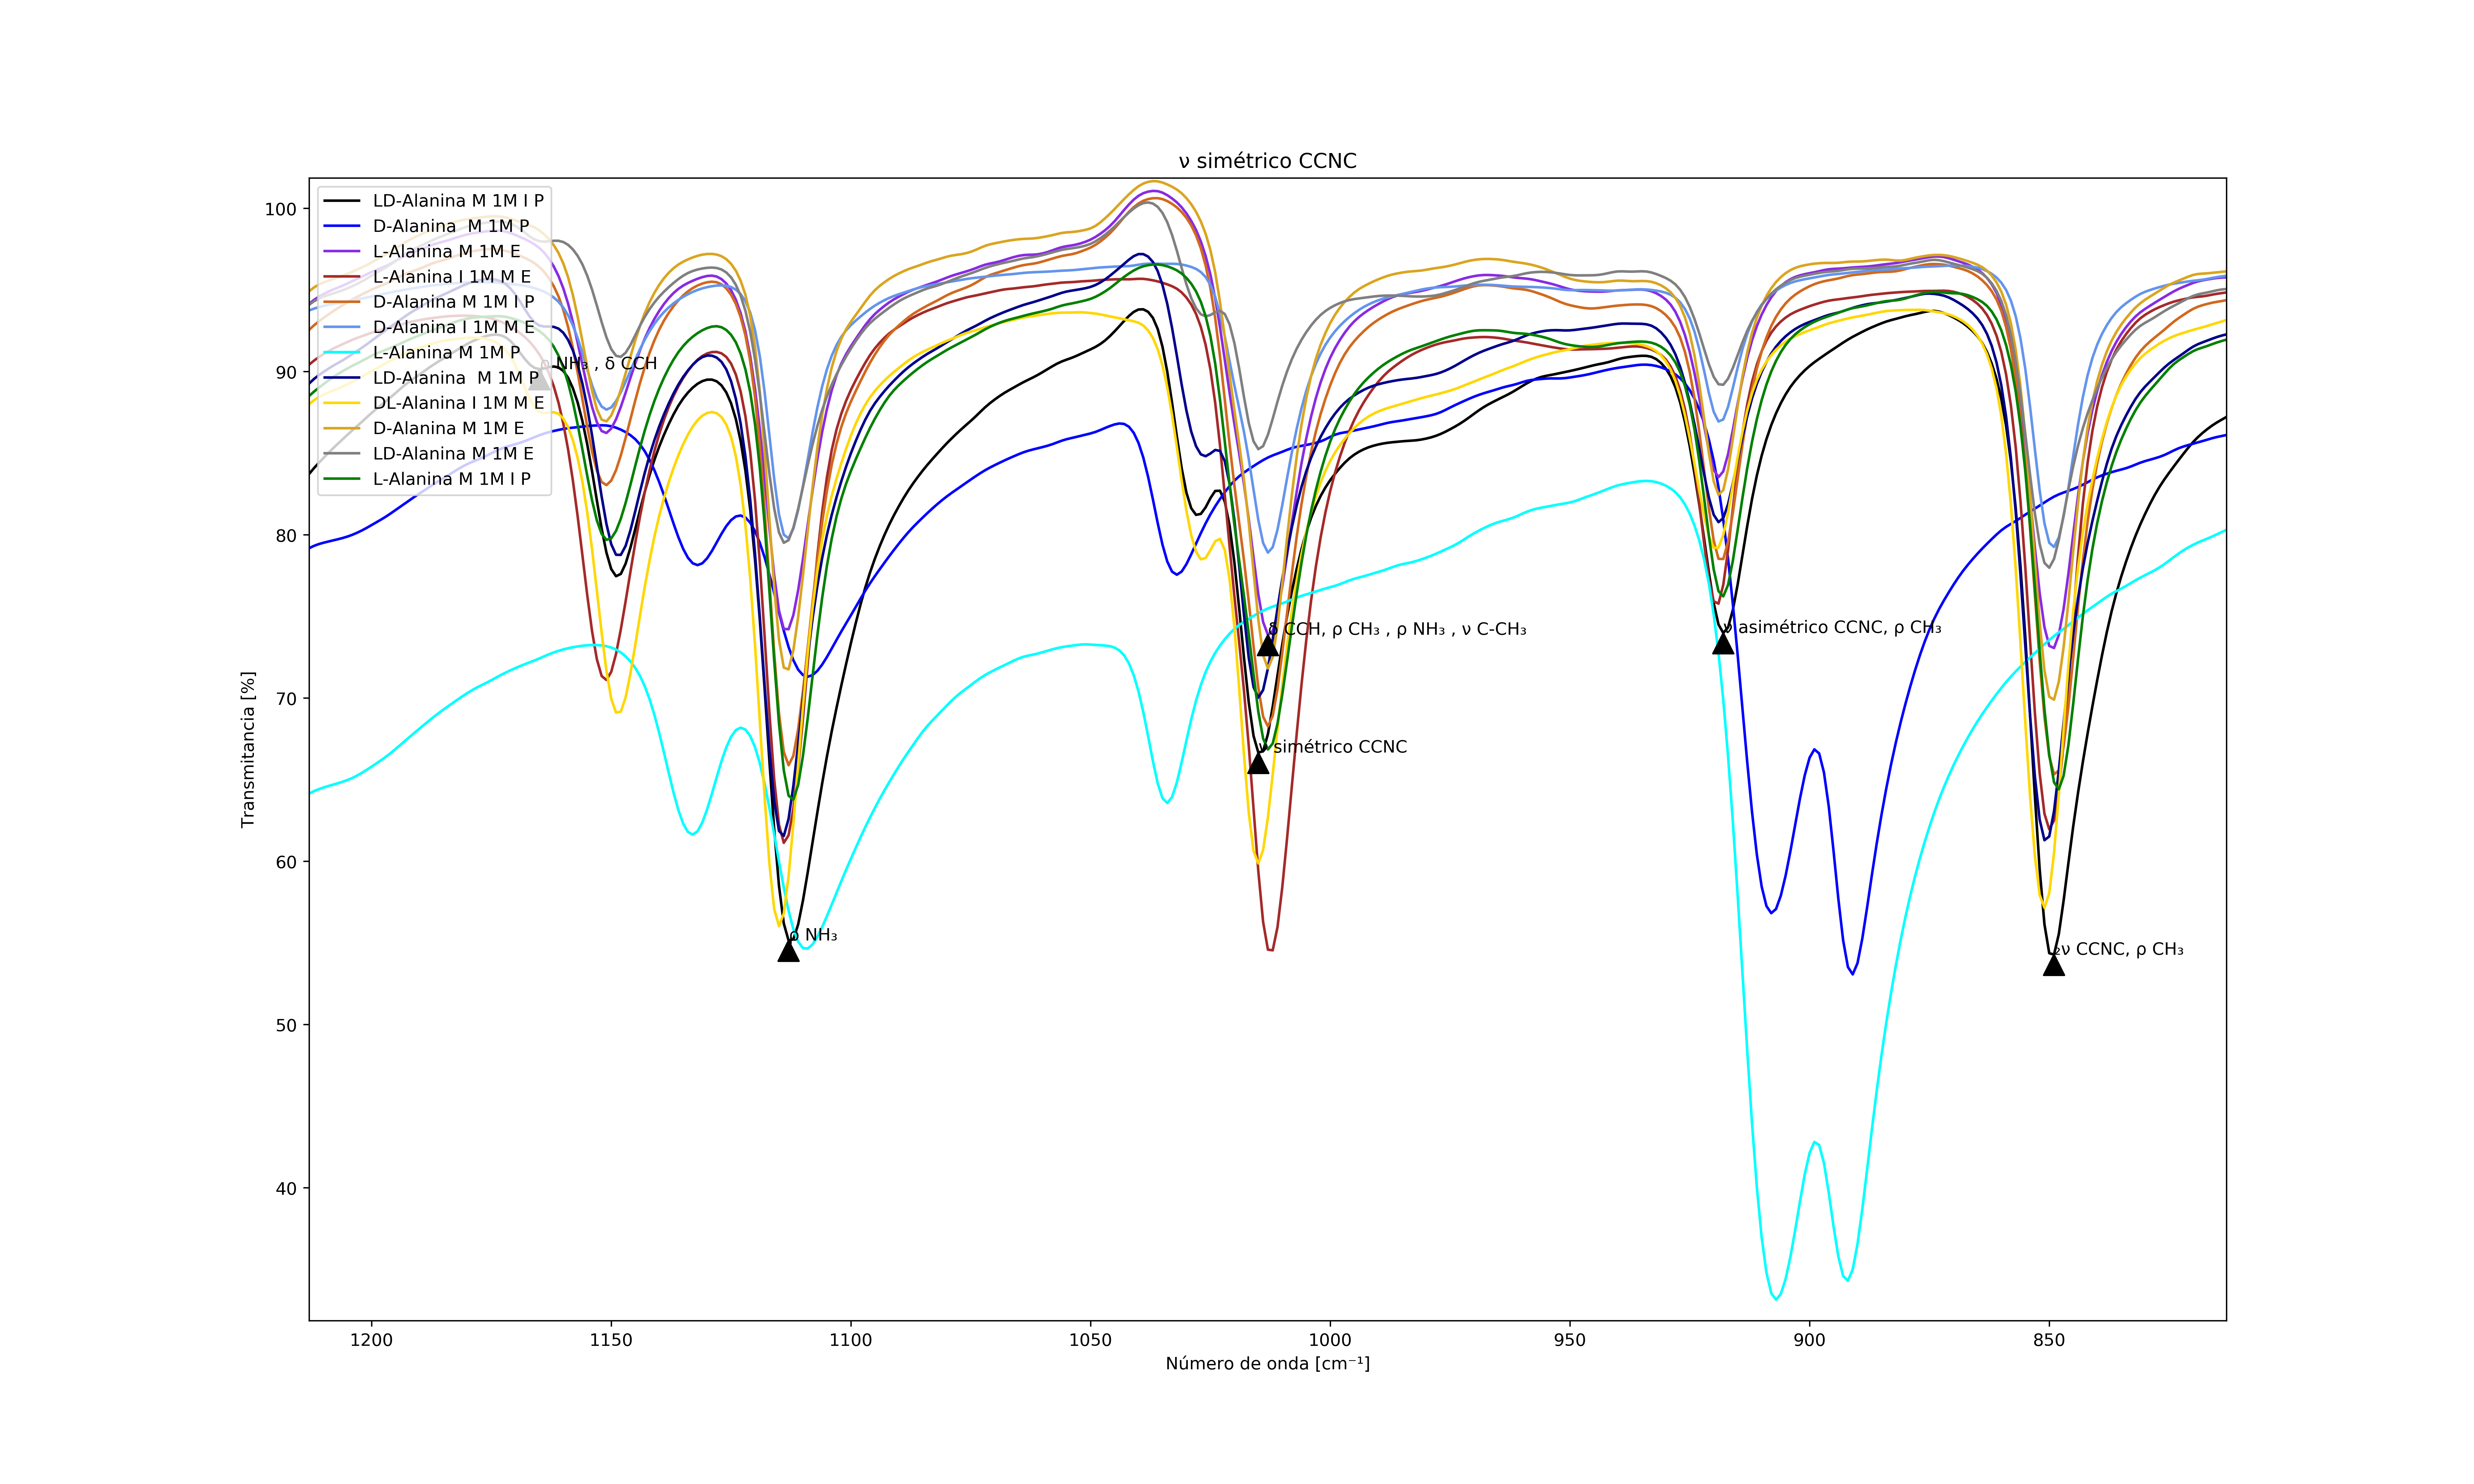 ν simétrico CCNC
LD-Alanina M 1M I P
D-Alanina  M 1M P
L-Alanina M 1M E
L-Alanina I 1M M E
D-Alanina M 1M I P
D-Alanina I 1M M E
L-Alanina M 1M P
LD-Alanina  M 1M P
DL-Alanina I 1M M E
D-Alanina M 1M E
LD-Alanina M 1M E
L-Alanina M 1M I P
ρ NH₃ , δ CCH
δ CCH, ρ CH₃ , ρ NH₃ , ν C-CH₃
ν asimétrico CCNC, ρ CH₃
ν simétrico CCNC
ρ NH₃
₂ν CCNC, ρ CH₃
Transmitancia [%]
100
90
80
70
60
50
40
1200
1150
1100
1050
1000
950
900
850
Número de onda [cm⁻¹]